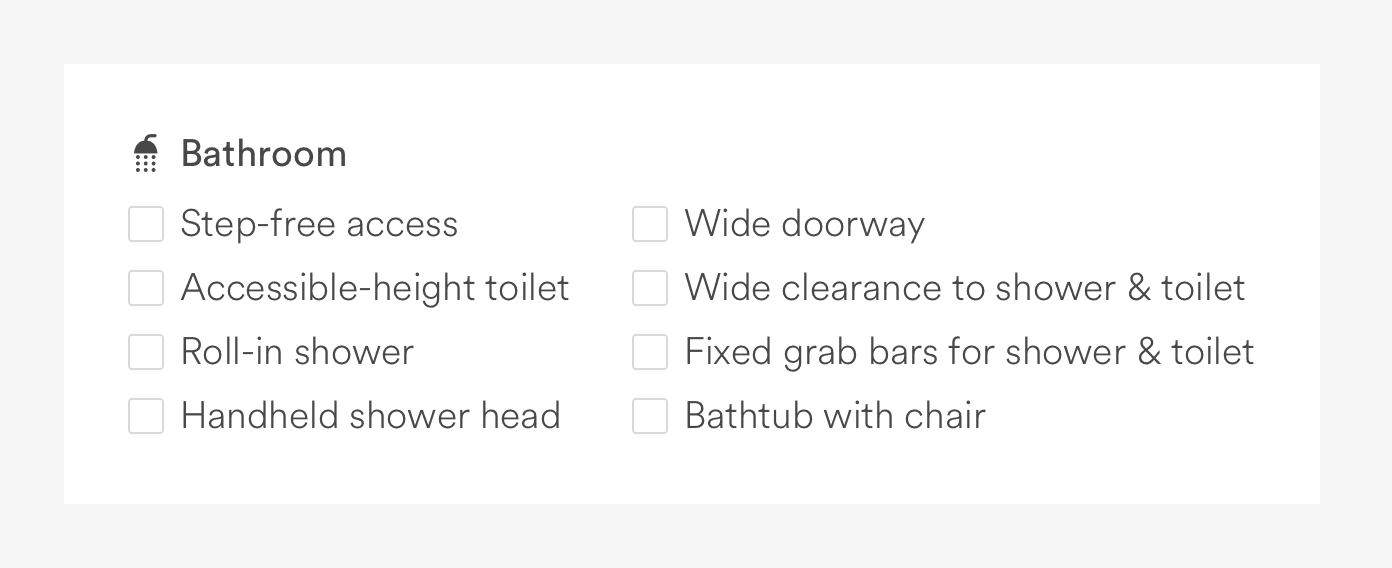 Bathroom
Step-free access
Wide doorway
Accessible-height toilet
Wide clearance to shower & toilet
Roll-in shower
Fixed grab bars for shower & toilet
Handheld shower head
Bathtub with chair